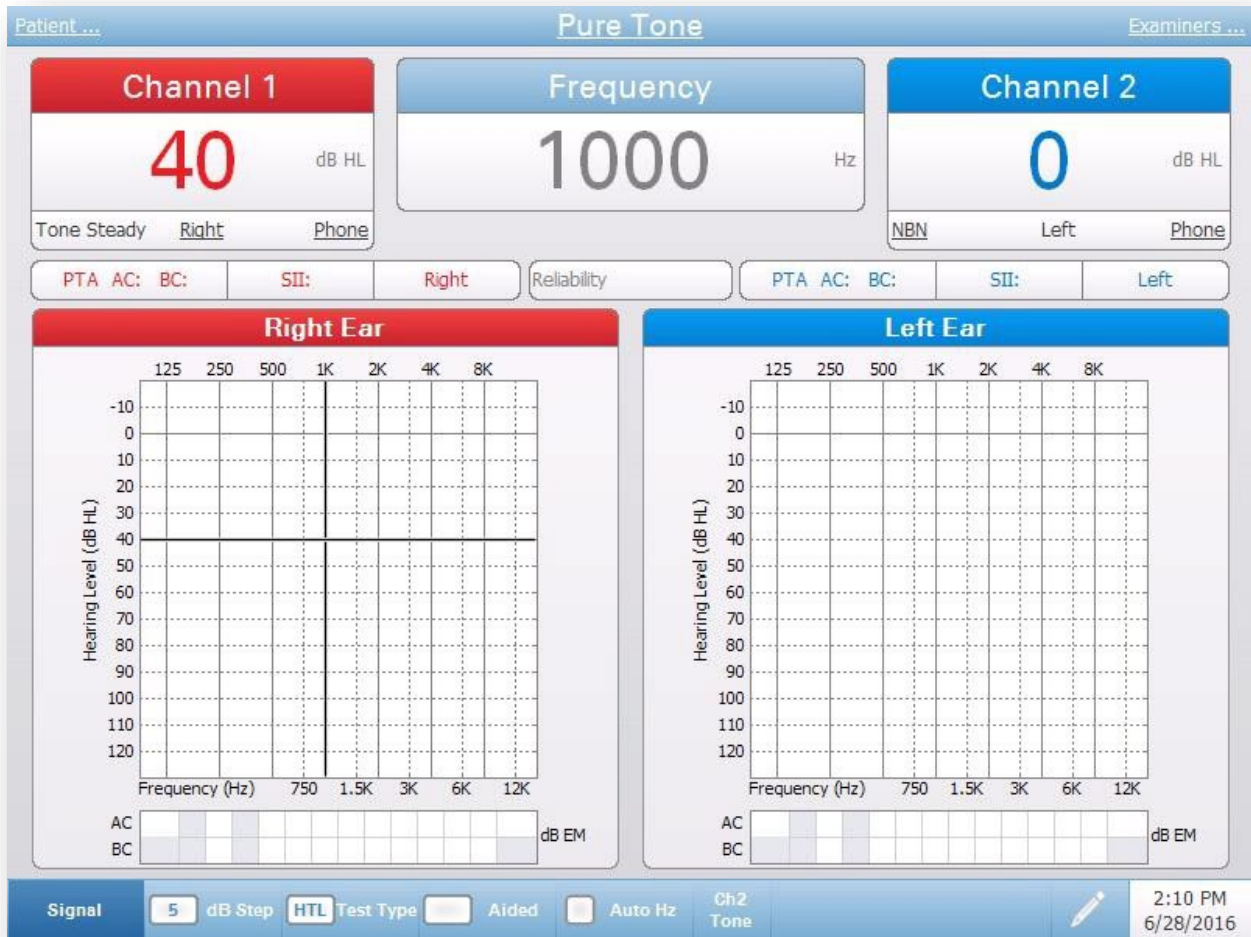 Patient ... Pure Tone Examiners ...
Channel 1 Frequency Channel 2
40 dB HL 1000 Hz 0 dB HL
Tone Steady Right Phone NBN Left Phone
PTA AC: BC: SII: Right Reliability PTA AC: BC: SII: Left
Right Ear
125 250 500 1K 2K 4K 8K
-10
0
10
20
30
40
50
60
70
80
90
100
110
120
Hearing Level (dB HL)
Frequency (Hz) 750 1.5K 3K 6K 12K
AC
BC
dB EM
Left Ear
125 250 500 1K 2K 4K 8K
-10
0
10
20
30
40
50
60
70
80
90
100
110
120
Hearing Level (dB HL)
Frequency (Hz) 750 1.5K 3K 6K 12K
AC
BC
dB EM
Signal 5 dB Step HTL Test Type Aided Auto Hz Ch2
Tone
2:10 PM
6/28/2016